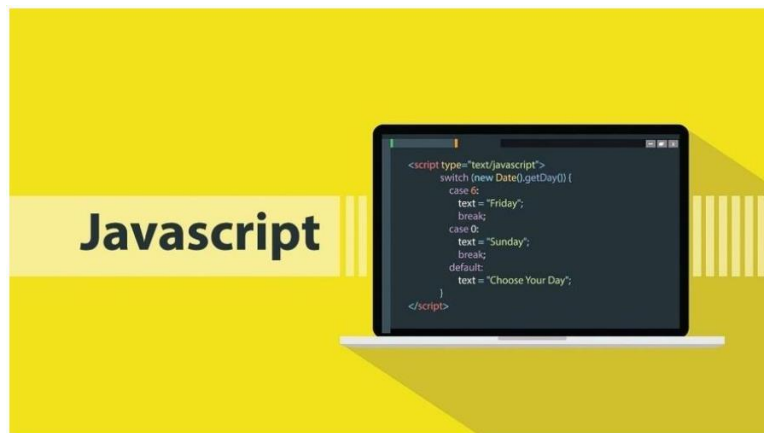 Javascript
<script type="text/javascript">
switch (new Date().getDay()) {
case 6:
text = "Friday";
break;
case 0:
text = "Sunday";
break;
default:
text = "Choose Your Day";
}
</script>